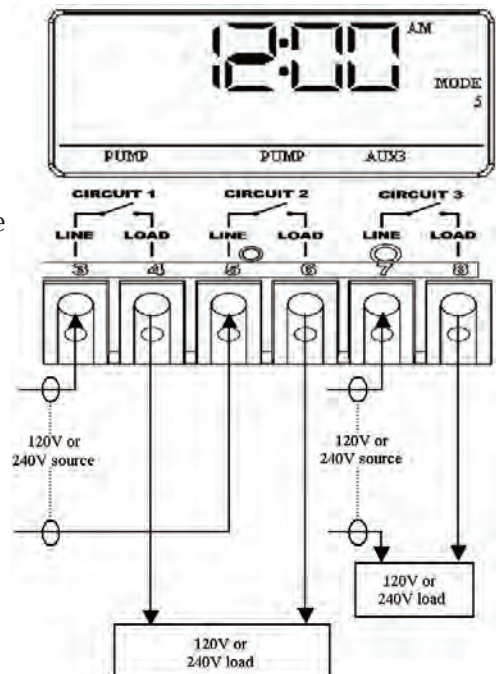 12:00 AM
MODE
5
PUMP PUMP AUX3
CIRCUIT 1 CIRCUIT 2 CIRCUIT 3
e
LINE LOAD LINE LOAD LINE LOAD
3 4 5 6 7 8
120V or 120V or
240V source 240V source
120V or
240V load
120V or
240V load